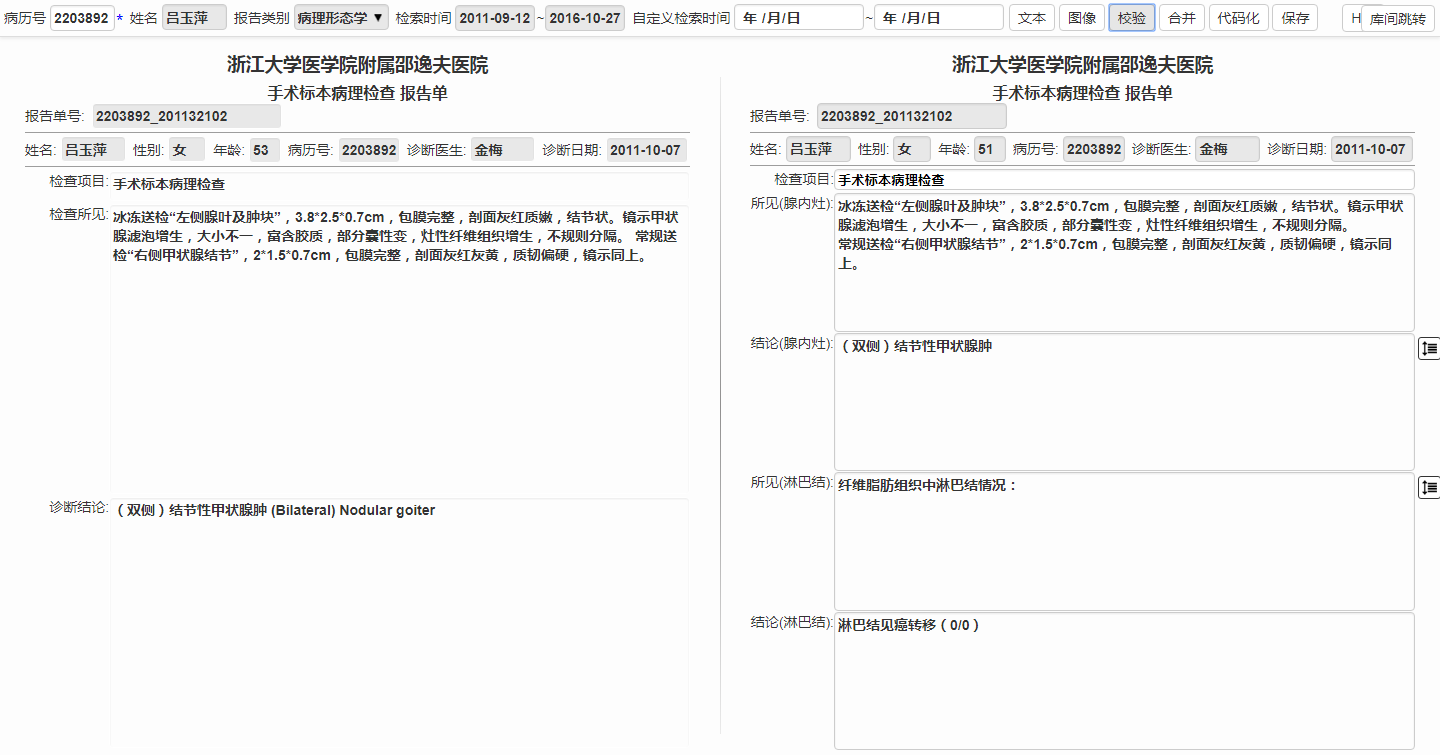 病历号 2203892 * 姓名 吕玉萍 报告类别 病理形态学 ▼ 检索时间 2011-09-12 ~ 2016-10-27 自定义检索时间 年 /月/日 ~ 年 /月/日 文本 图像 校验 合并 代码化 保存 H 库间跳转
浙江大学医学院附属邵逸夫医院
手术标本病理检查 报告单
报告单号: 2203892_201132102
姓名: 吕玉萍 性别: 女 年龄: 53 病历号: 2203892 诊断医生: 金梅 诊断日期: 2011-10-07
检查项目: 手术标本病理检查
检查所见: 冰冻送检“左侧腺叶及肿块”，3.8*2.5*0.7cm，包膜完整，剖面灰红质嫩，结节状。镜示甲状
腺滤泡增生，大小不一，富含胶质，部分囊性变，灶性纤维组织增生，不规则分隔。 常规送
检“右侧甲状腺结节”，2*1.5*0.7cm，包膜完整，剖面灰红灰黄，质韧偏硬，镜示同上。
诊断结论: （双侧）结节性甲状腺肿 (Bilateral) Nodular goiter
浙江大学医学院附属邵逸夫医院
手术标本病理检查 报告单
报告单号: 2203892_201132102
姓名: 吕玉萍 性别: 女 年龄: 51 病历号: 2203892 诊断医生: 金梅 诊断日期: 2011-10-07
检查项目: 手术标本病理检查
所见(腺内灶): 冰冻送检“左侧腺叶及肿块”，3.8*2.5*0.7cm，包膜完整，剖面灰红质嫩，结节状。镜示甲状
腺滤泡增生，大小不一，富含胶质，部分囊性变，灶性纤维组织增生，不规则分隔。
常规送检“右侧甲状腺结节”，2*1.5*0.7cm，包膜完整，剖面灰红灰黄，质韧偏硬，镜示同
上。
结论(腺内灶): （双侧）结节性甲状腺肿
所见(淋巴结): 纤维脂肪组织中淋巴结情况：
结论(淋巴结): 淋巴结见癌转移（0/0）